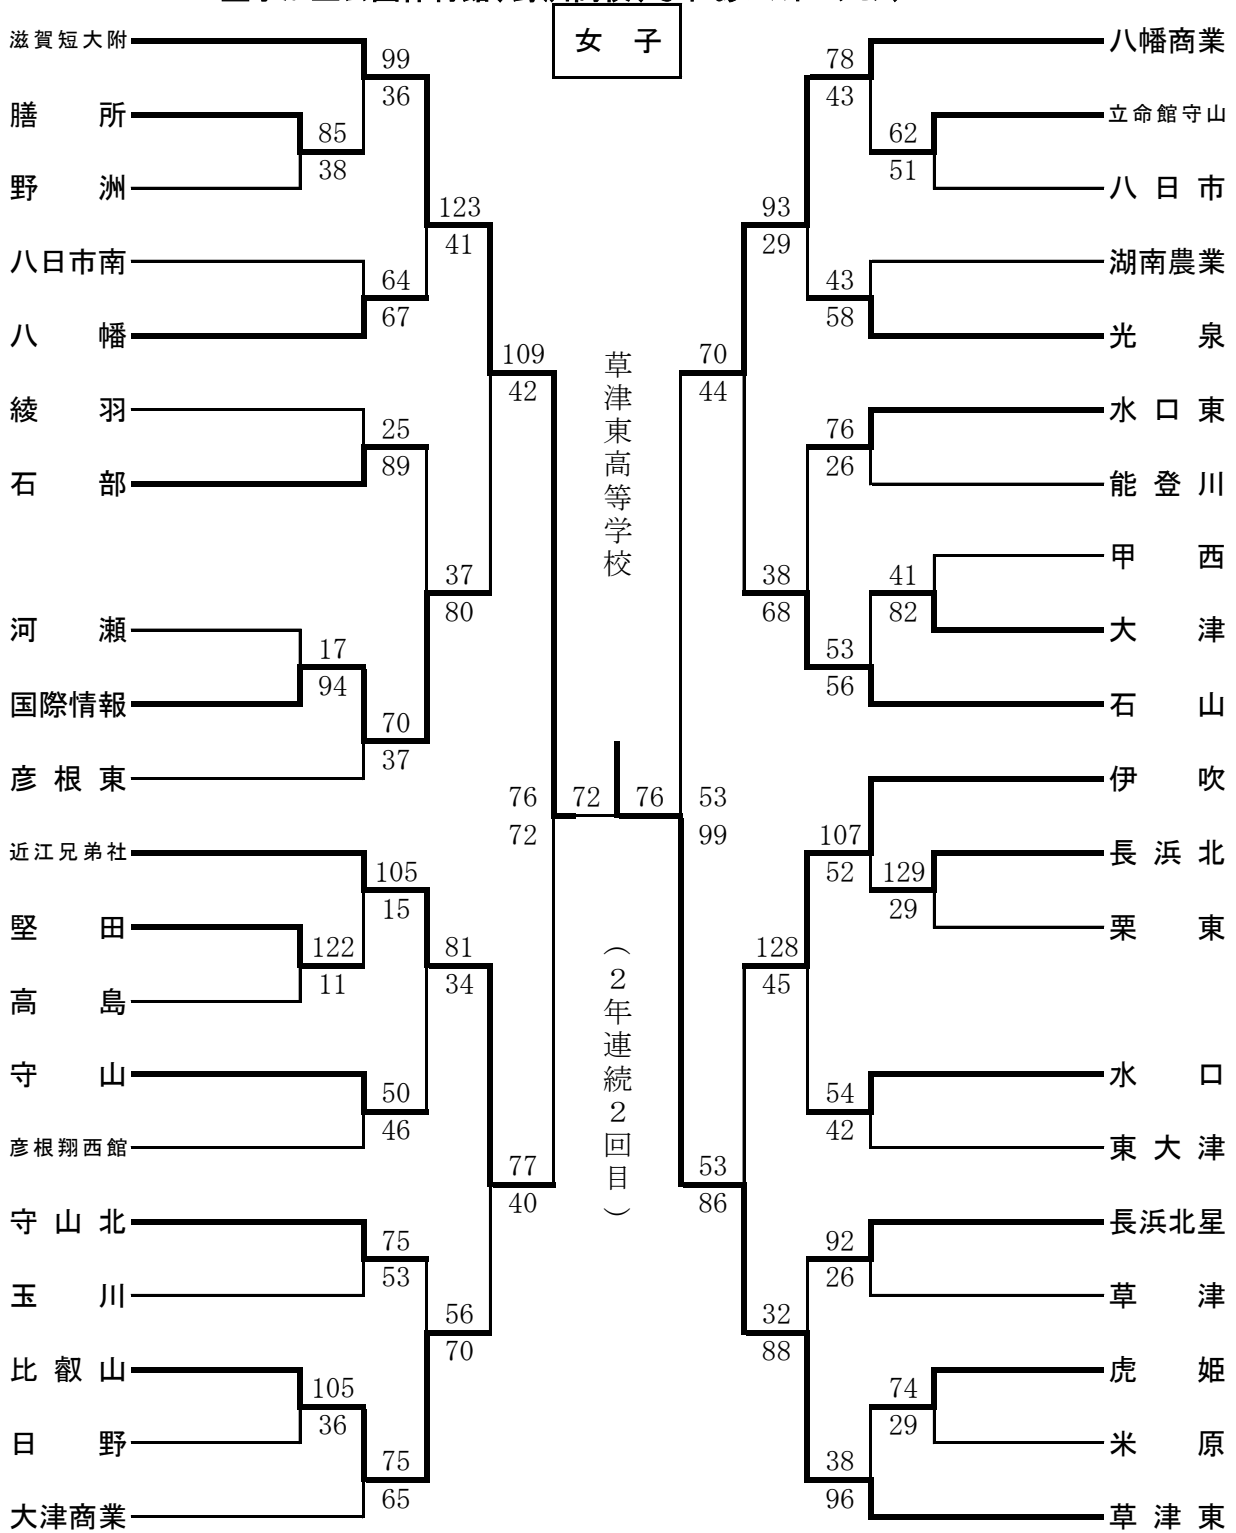 女 子
滋賀短大附
99
36
膳 所
85
38
野 洲
123
41
八日市南
64
67
八 幡
109
42
綾 羽
25
89
石 部
37
80
河 瀬
17
94
国際情報
70
37
彦根東
76
72
近江兄弟社
105
15
堅 田
122
11
高 島
81
34
守 山
50
46
彦根翔西館
77
40
守山北
75
53
玉 川
56
70
比叡山
105
36
日 野
75
65
大津商業
草津東高等学校
72
76
(2年連続2回目)
八幡商業
78
43
立命館守山
62
51
八日市
93
29
湖南農業
43
58
光 泉
70
44
水口東
76
26
能登川
甲 西
41
82
大 津
38
68
53
56
石 山
53
99
伊 吹
107
52
長浜北
129
29
栗 東
128
45
水 口
54
42
東大津
53
86
長浜北星
92
26
草 津
32
88
虎 姫
74
29
米 原
38
96
草津東